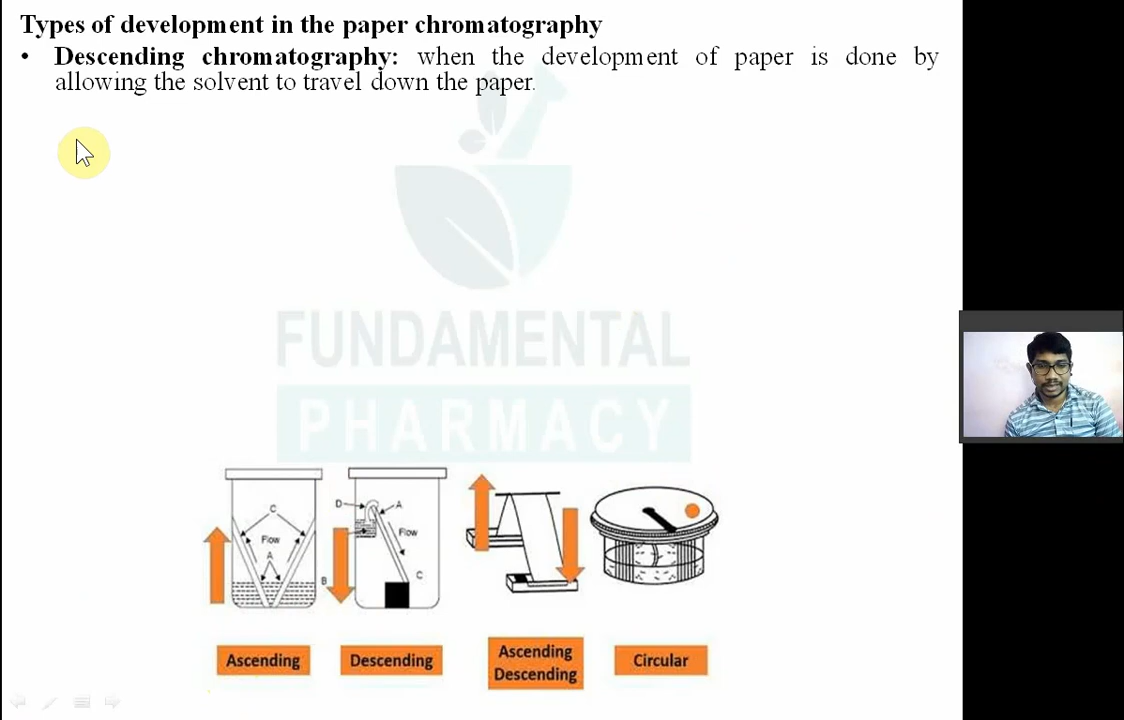 Types of development in the paper chromatography
• Descending chromatography: when the development of paper is done by
allowing the solvent to travel down the paper.
FUNDAMENTAL
PHARMACY
C
Flow
A
D
A
Flow
B
C
Ascending
Descending
Ascending
Descending
Circular